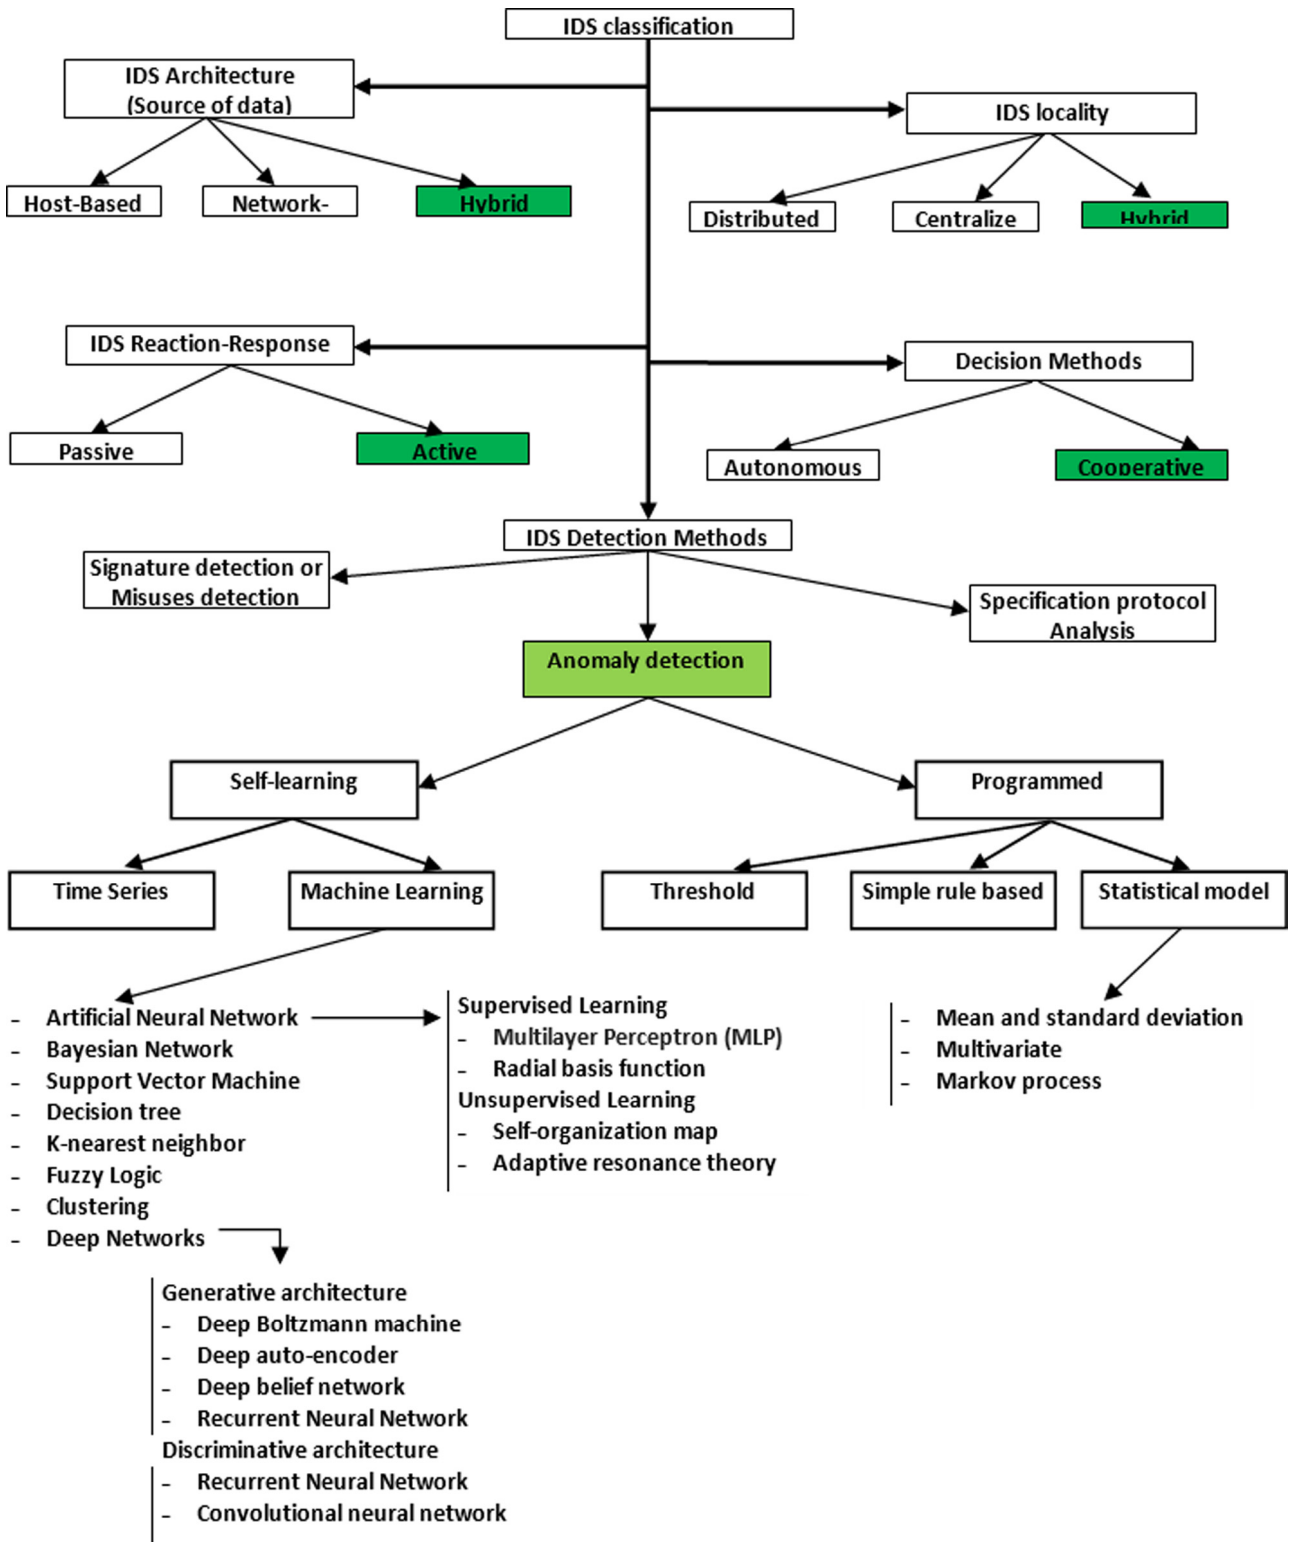 IDS classification
IDS Architecture
(Source of data)
IDS locality
Host-Based
Network-
Hybrid
Distributed
Centralize
Hybrid
IDS Reaction-Response
Decision Methods
Passive
Active
Autonomous
Cooperative
IDS Detection Methods
Signature detection or
Misuses detection
Specification protocol
Analysis
Anomaly detection
Self-learning
Programmed
Time Series
Machine Learning
Threshold
Simple rule based
Statistical model
- Artificial Neural Network
- Bayesian Network
- Support Vector Machine
- Decision tree
- K-nearest neighbor
- Fuzzy Logic
- Clustering
- Deep Networks
Supervised Learning
- Multilayer Perceptron (MLP)
- Radial basis function
Unsupervised Learning
- Self-organization map
- Adaptive resonance theory
- Mean and standard deviation
- Multivariate
- Markov process
Generative architecture
- Deep Boltzmann machine
- Deep auto-encoder
- Deep belief network
- Recurrent Neural Network
Discriminative architecture
- Recurrent Neural Network
- Convolutional neural network